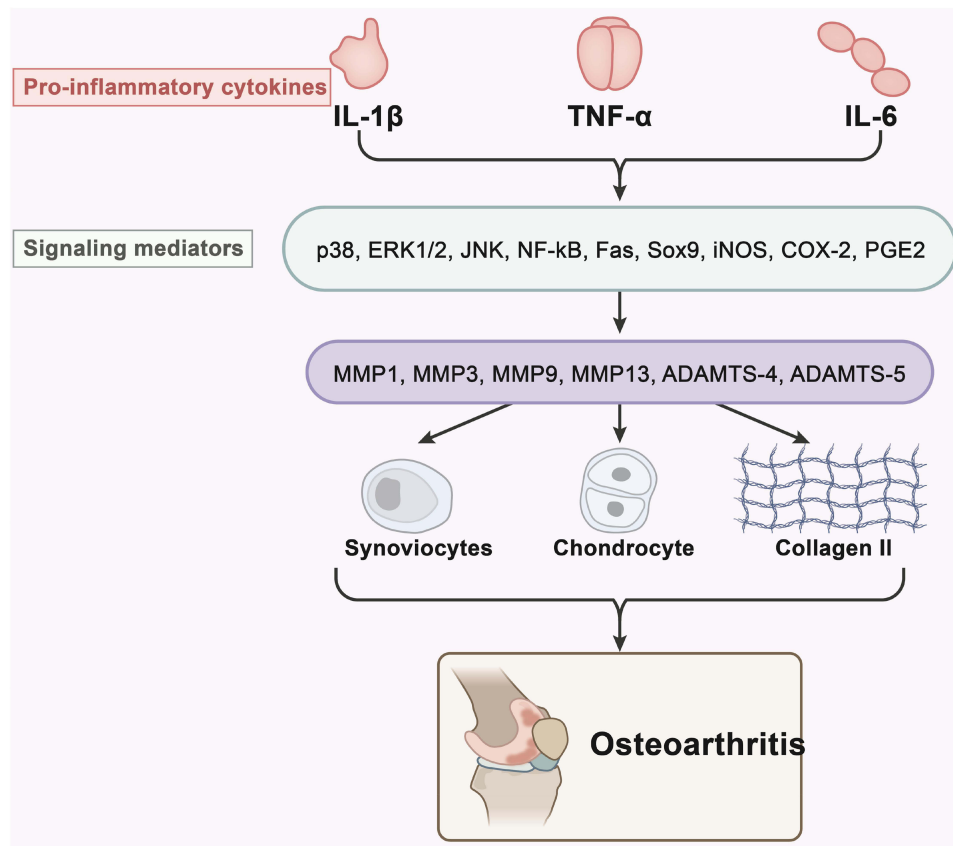 Pro-inflammatory cytokines
IL-1β
TNF-α
IL-6
Signaling mediators
p38, ERK1/2, JNK, NF-kB, Fas, Sox9, iNOS, COX-2, PGE2
MMP1, MMP3, MMP9, MMP13, ADAMTS-4, ADAMTS-5
Synoviocytes
Chondrocyte
Collagen II
Osteoarthritis